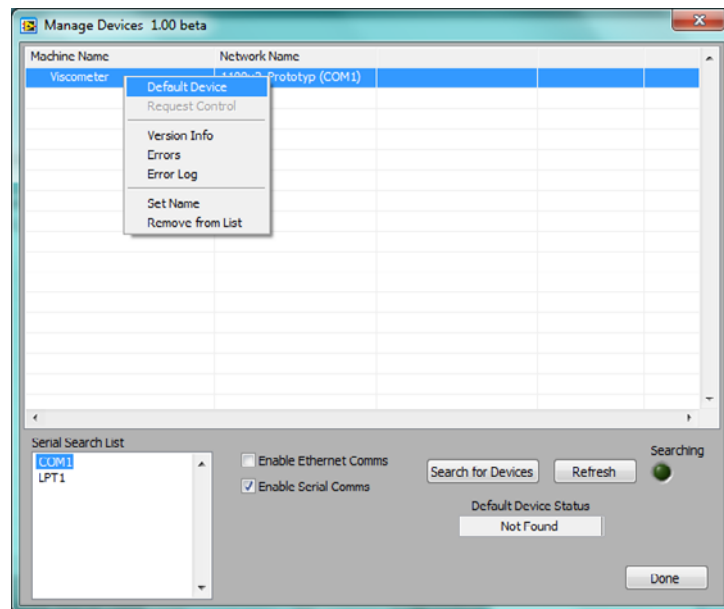 Manage Devices 1.00 beta
Machine Name Network Name
Viscometer Prototyp (COM1)
Default Device
Request Control
Version Info
Errors
Error Log
Set Name
Remove from List
Serial Search List
COM1
LPT1
Enable Ethernet Comms
Enable Serial Comms
Search for Devices Refresh
Searching
Default Device Status
Not Found
Done